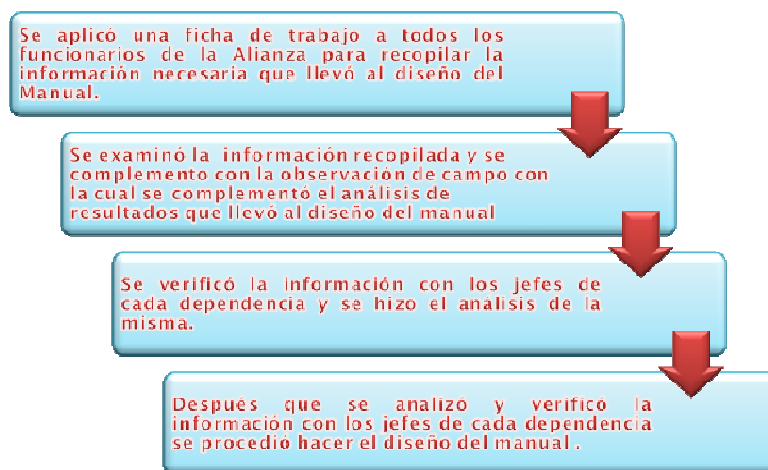 Se aplicó una ficha de trabajo a todos los
funcionarios de la Alianza para recopilar la
información necesaria que llevó al diseño del
Manual.
Se examinó la información recopilada y se
complemento con la observación de campo con
la cual se complementó el análisis de
resultados que llevó al diseño del manual
Se verificó la información con los jefes de
cada dependencia y se hizo el análisis de la
misma.
Después que se analizó y verificó la
información con los jefes de cada dependencia
se procedió hacer el diseño del manual .